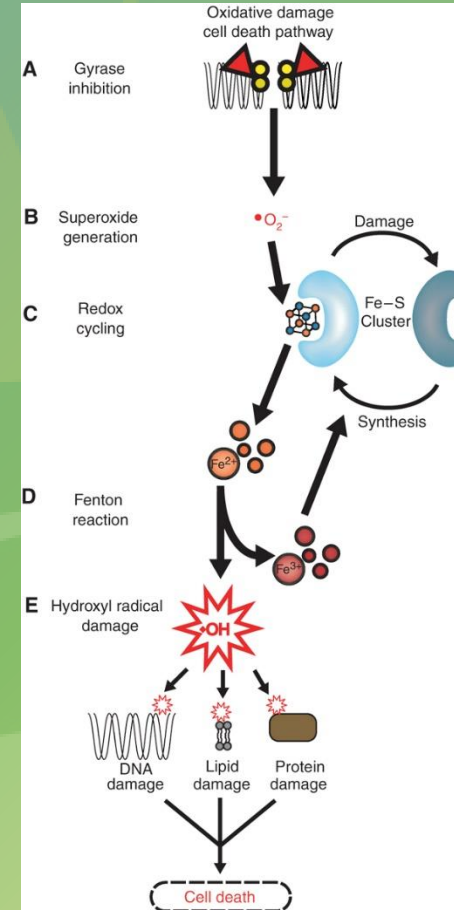 Oxidative damage
cell death pathway
A
Gyrase
inhibition
B
Superoxide
generation
•O₂⁻
Damage
C
Redox
cycling
Fe–S
Cluster
Synthesis
Fe²⁺
D
Fenton
reaction
Fe³⁺
E
Hydroxyl radical
damage
•OH
DNA
damage
Lipid
damage
Protein
damage
Cell death